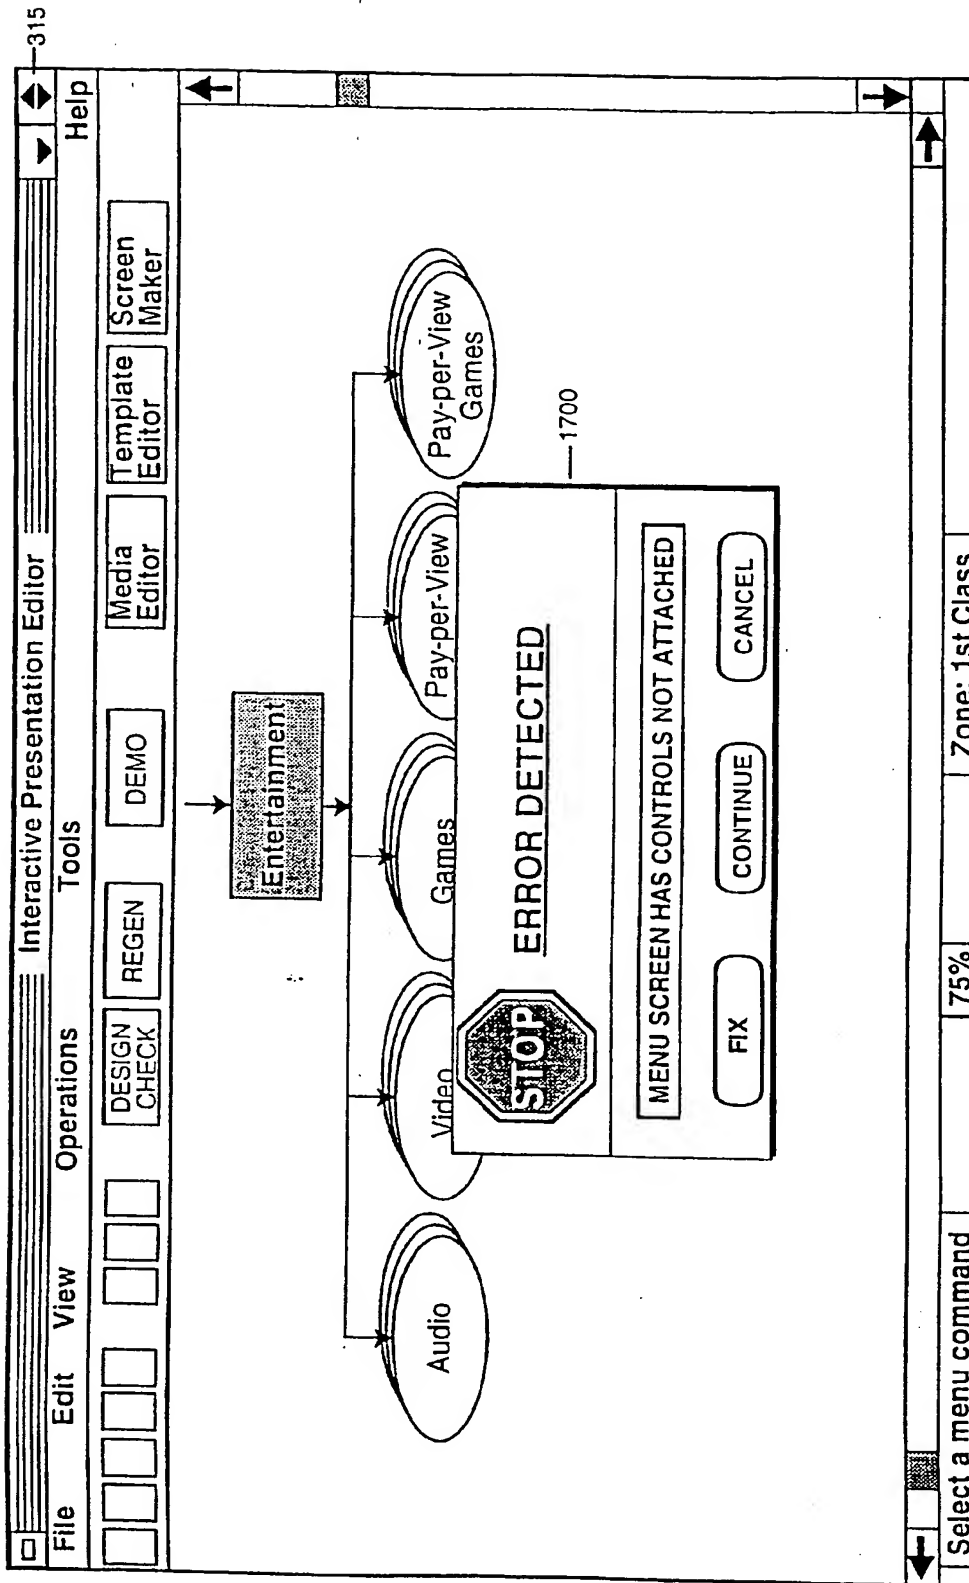 315
Interactive Presentation Editor
File Edit View Operations Tools Help
DESIGN CHECK
REGEN
DEMO
Media Editor
Template Editor
Screen Maker
Entertainment
Audio
Video
Games
Pay-per-View
Pay-per-View Games
1700
STOP
ERROR DETECTED
MENU SCREEN HAS CONTROLS NOT ATTACHED
FIX
CONTINUE
CANCEL
Select a menu command
75%
Zone: 1st Class